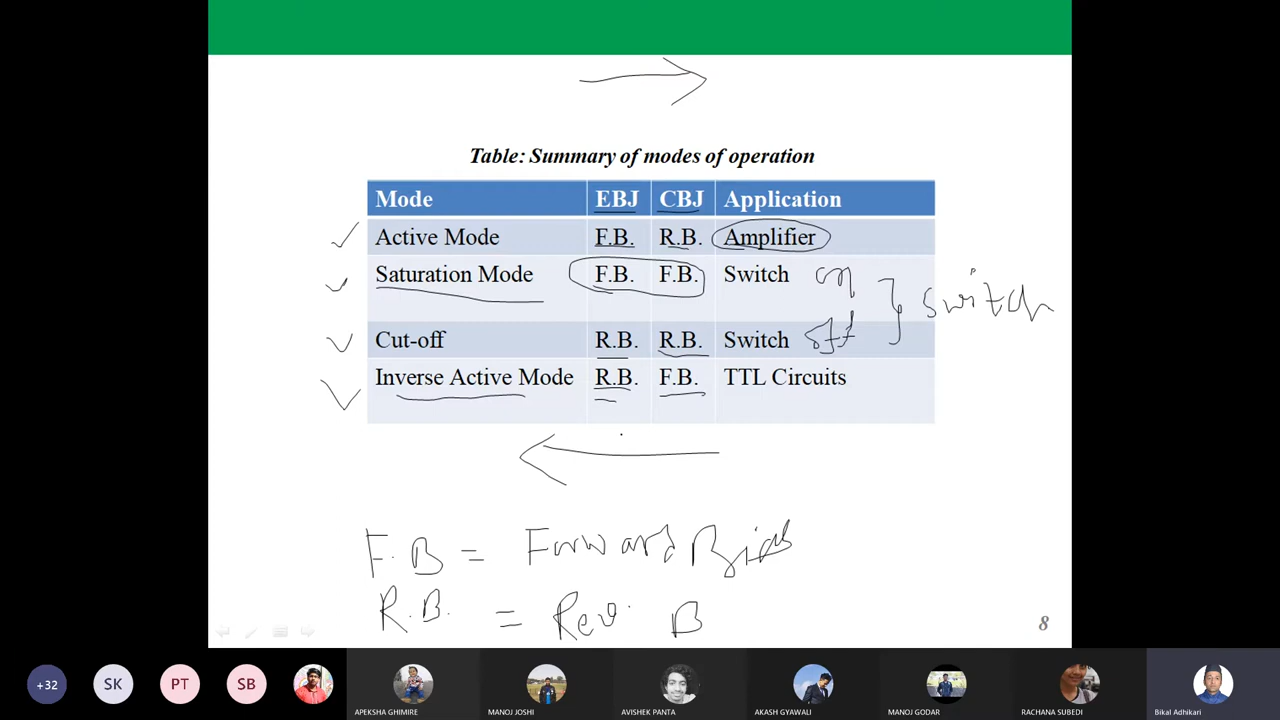 Table: Summary of modes of operation
Mode EBJ CBJ Application
Active Mode F.B. R.B. Amplifier
Saturation Mode F.B. F.B. Switch on
Switch
Cut-off R.B. R.B. Switch off
Inverse Active Mode R.B. F.B. TTL Circuits
F.B = Forward Bias
R.B. = Rev. B
8
+32 SK PT SB APEKSHA GHIMIRE MANOJ JOSHI AVISHEK PANTA AKASH GYAWALI MANOJ GODAR RACHANA SUBEDI Bikal Adhikari